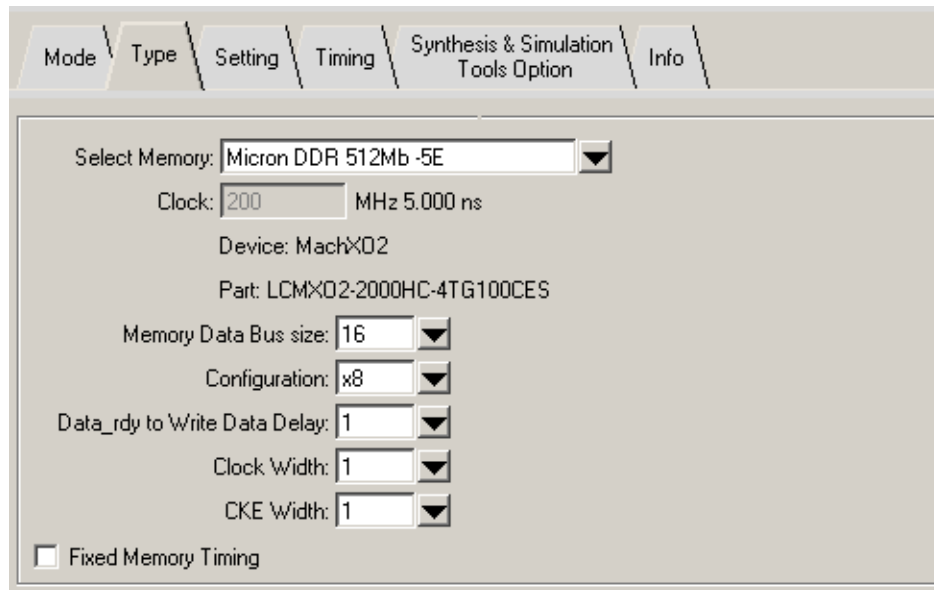 Mode Type Setting Timing Synthesis & Simulation Info
Tools Option
Select Memory: Micron DDR 512Mb -5E
Clock: 200 MHz 5.000 ns
Device: MachXO2
Part: LCMXO2-2000HC-4TG100CES
Memory Data Bus size: 16
Configuration: x8
Data_rdy to Write Data Delay: 1
Clock Width: 1
CKE Width: 1
Fixed Memory Timing